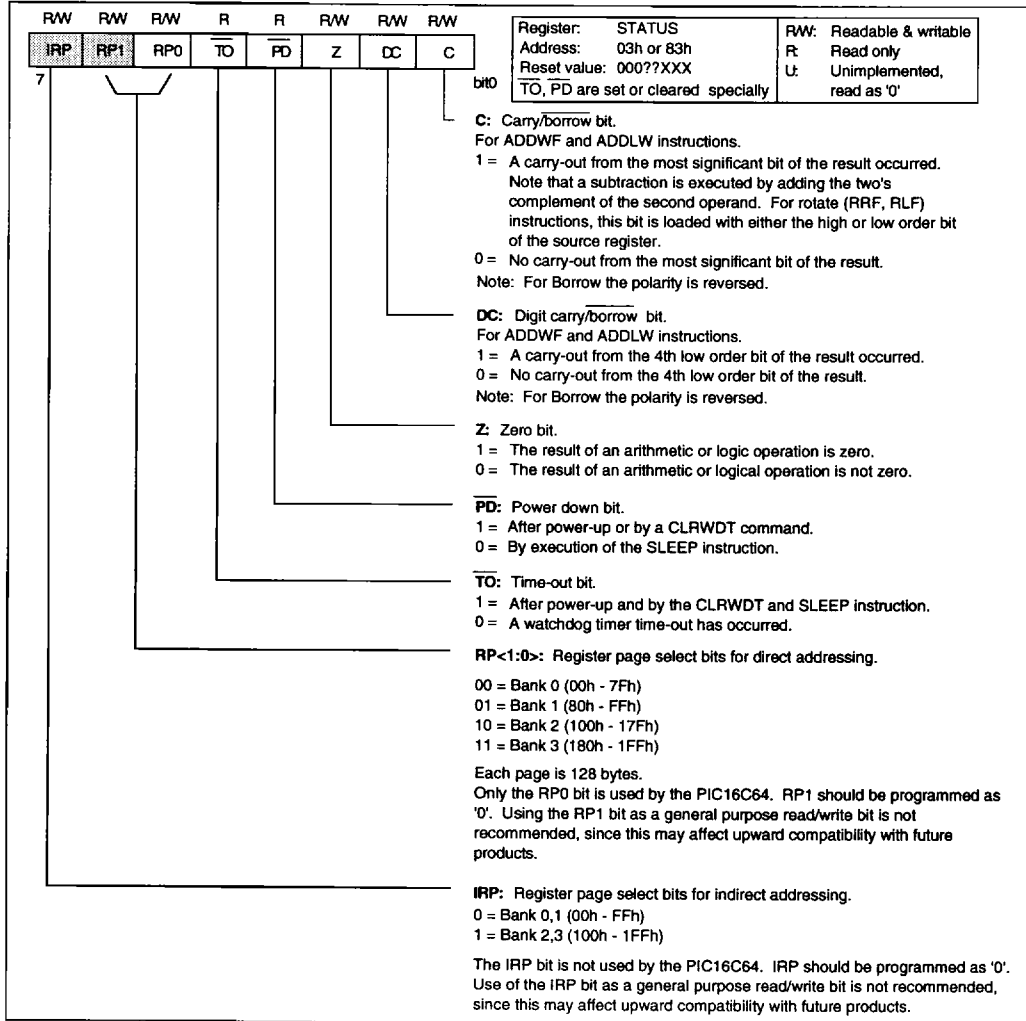 R/W R/W R/W R R R/W R/W R/W
IRP RP1 RP0 TO PD Z DC C
7 bit0
Register: STATUS
Address: 03h or 83h
Reset value: 000??XXX
TO, PD are set or cleared specially
R/W: Readable & writable
R: Read only
U: Unimplemented,
read as '0'
C: Carry/borrow bit.
For ADDWF and ADDLW instructions.
1 = A carry-out from the most significant bit of the result occurred.
Note that a subtraction is executed by adding the two's
complement of the second operand. For rotate (RRF, RLF)
instructions, this bit is loaded with either the high or low order bit
of the source register.
0 = No carry-out from the most significant bit of the result.
Note: For Borrow the polarity is reversed.
DC: Digit carry/borrow bit.
For ADDWF and ADDLW instructions.
1 = A carry-out from the 4th low order bit of the result occurred.
0 = No carry-out from the 4th low order bit of the result.
Note: For Borrow the polarity is reversed.
Z: Zero bit.
1 = The result of an arithmetic or logic operation is zero.
0 = The result of an arithmetic or logical operation is not zero.
PD: Power down bit.
1 = After power-up or by a CLRWDT command.
0 = By execution of the SLEEP instruction.
TO: Time-out bit.
1 = After power-up and by the CLRWDT and SLEEP instruction.
0 = A watchdog timer time-out has occurred.
RP<1:0>: Register page select bits for direct addressing.
00 = Bank 0 (00h - 7Fh)
01 = Bank 1 (80h - FFh)
10 = Bank 2 (100h - 17Fh)
11 = Bank 3 (180h - 1FFh)
Each page is 128 bytes.
Only the RP0 bit is used by the PIC16C64. RP1 should be programmed as
'0'. Using the RP1 bit as a general purpose read/write bit is not
recommended, since this may affect upward compatibility with future
products.
IRP: Register page select bits for indirect addressing.
0 = Bank 0,1 (00h - FFh)
1 = Bank 2,3 (100h - 1FFh)
The IRP bit is not used by the PIC16C64. IRP should be programmed as '0'.
Use of the IRP bit as a general purpose read/write bit is not recommended,
since this may affect upward compatibility with future products.